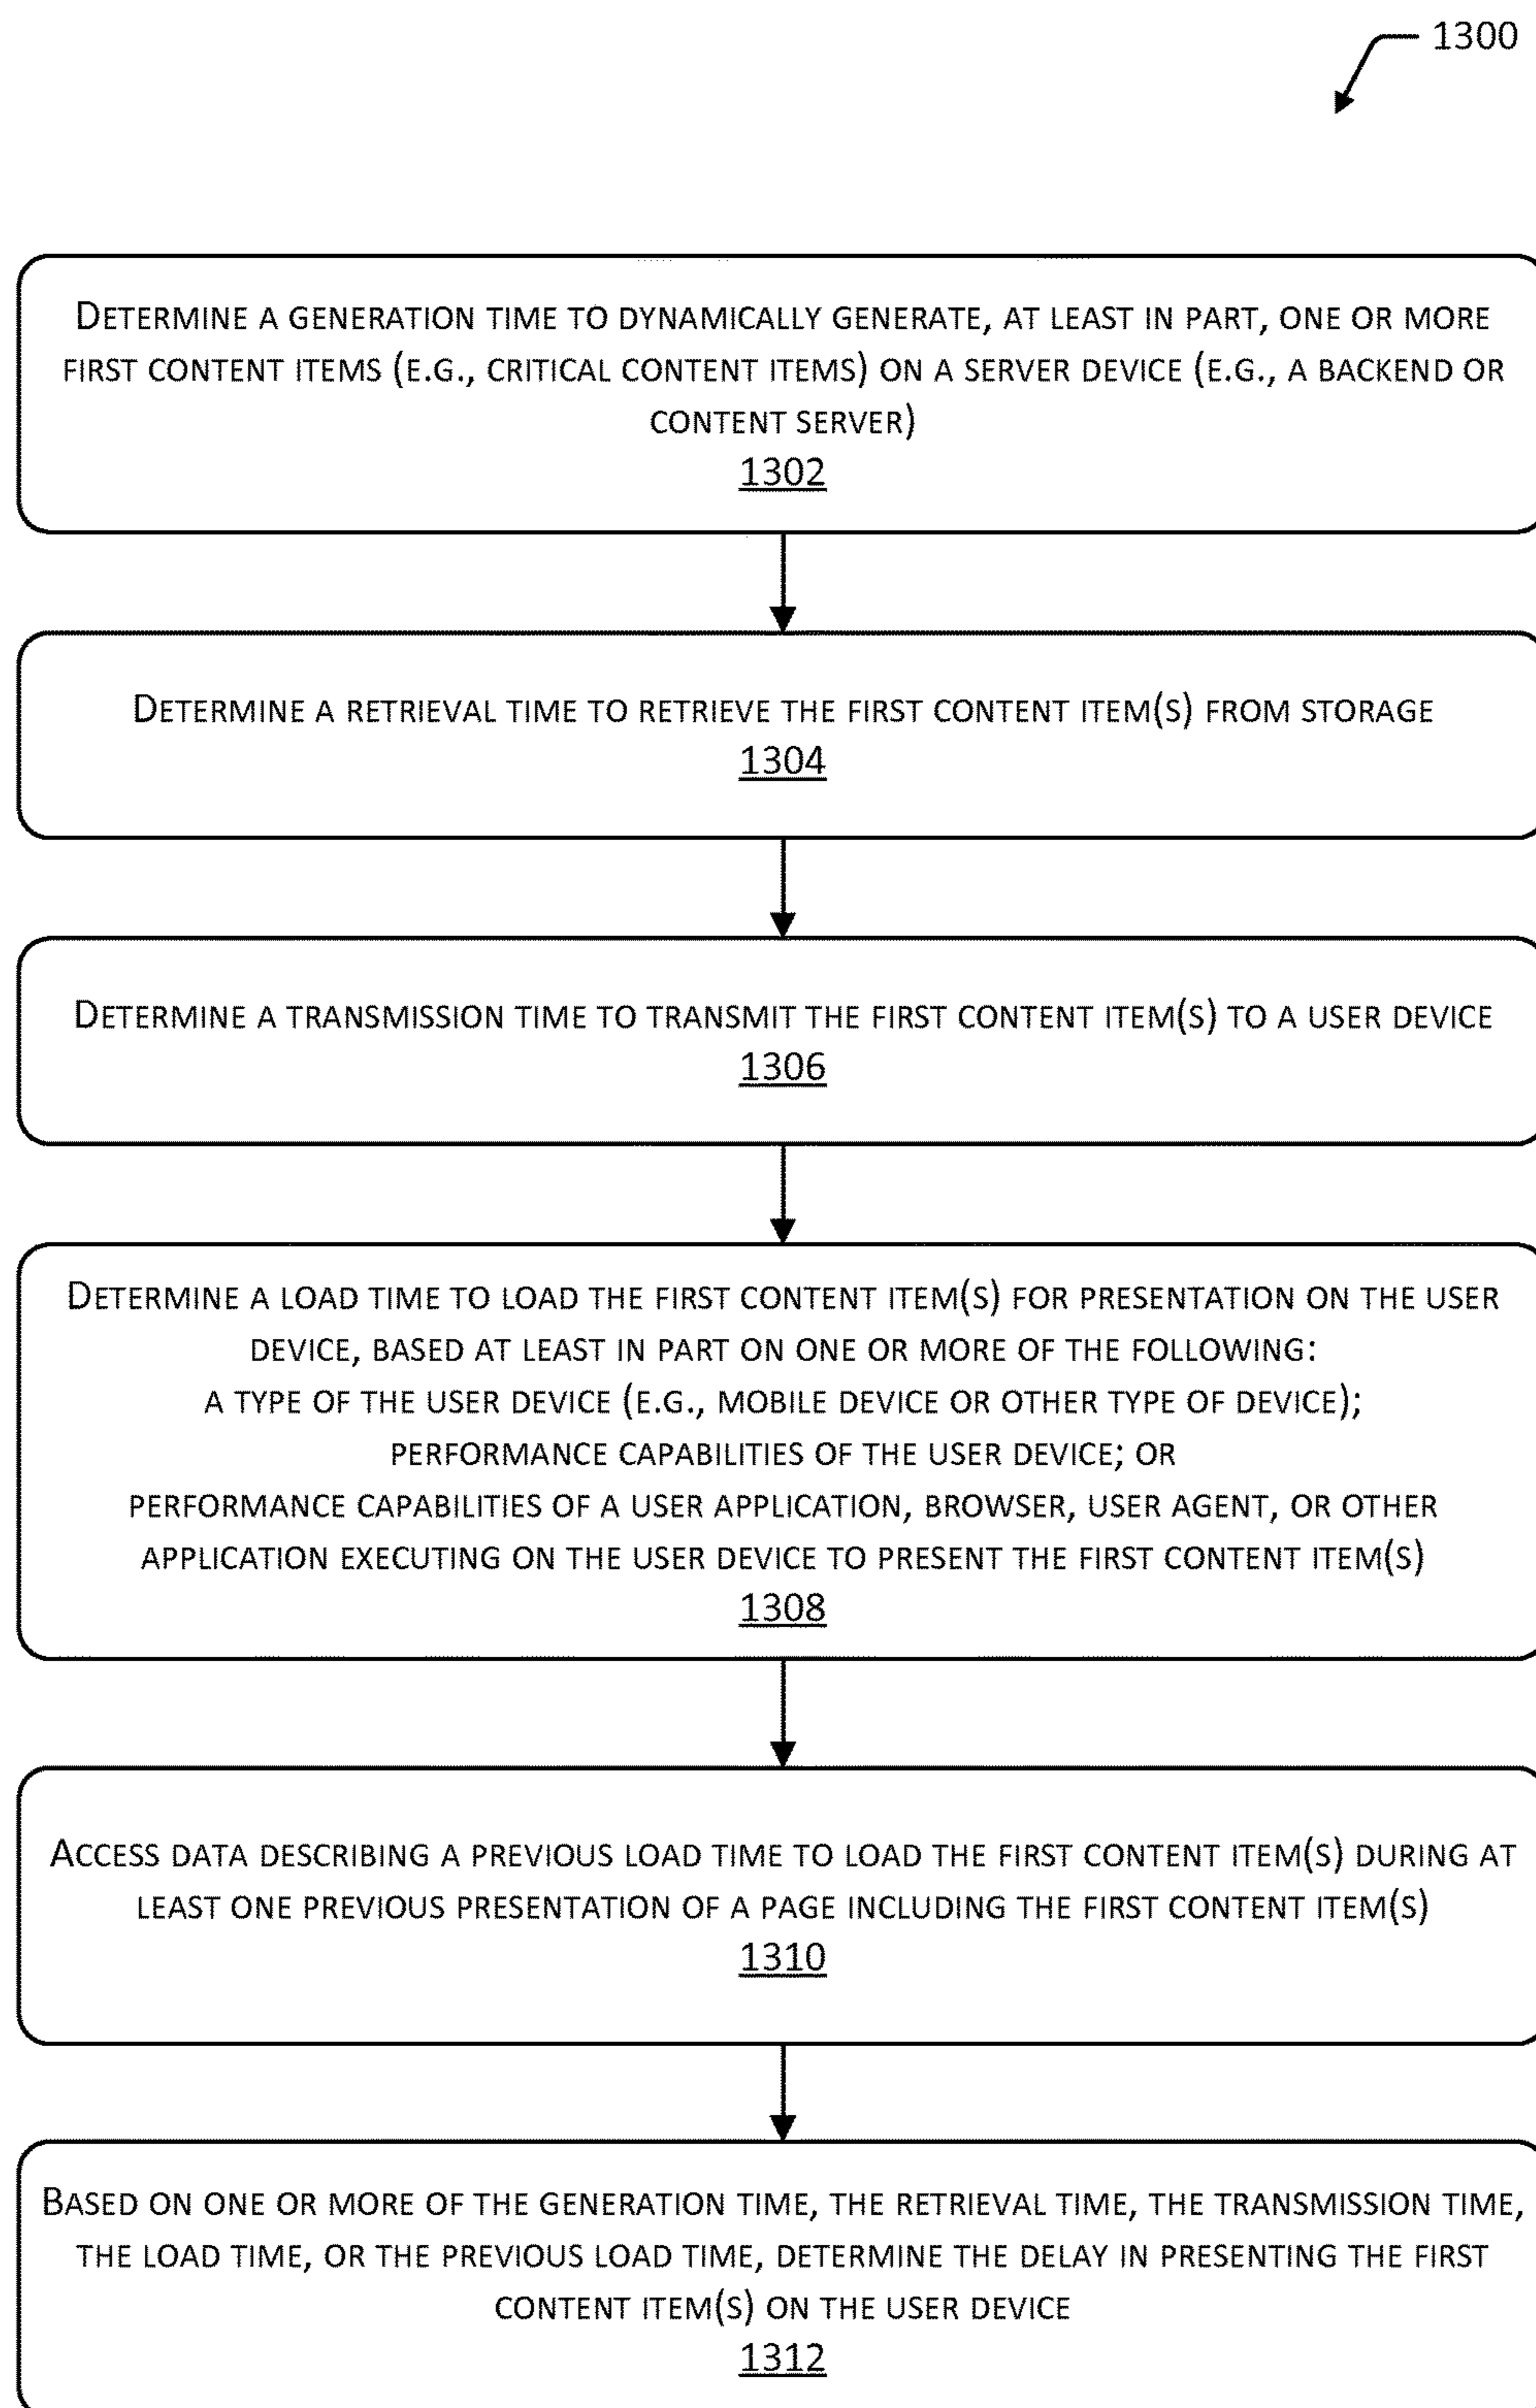 1300
DETERMINE A GENERATION TIME TO DYNAMICALLY GENERATE, AT LEAST IN PART, ONE OR MORE
FIRST CONTENT ITEMS (E.G., CRITICAL CONTENT ITEMS) ON A SERVER DEVICE (E.G., A BACKEND OR
CONTENT SERVER)
1302
DETERMINE A RETRIEVAL TIME TO RETRIEVE THE FIRST CONTENT ITEM(S) FROM STORAGE
1304
DETERMINE A TRANSMISSION TIME TO TRANSMIT THE FIRST CONTENT ITEM(S) TO A USER DEVICE
1306
DETERMINE A LOAD TIME TO LOAD THE FIRST CONTENT ITEM(S) FOR PRESENTATION ON THE USER
DEVICE, BASED AT LEAST IN PART ON ONE OR MORE OF THE FOLLOWING:
A TYPE OF THE USER DEVICE (E.G., MOBILE DEVICE OR OTHER TYPE OF DEVICE);
PERFORMANCE CAPABILITIES OF THE USER DEVICE; OR
PERFORMANCE CAPABILITIES OF A USER APPLICATION, BROWSER, USER AGENT, OR OTHER
APPLICATION EXECUTING ON THE USER DEVICE TO PRESENT THE FIRST CONTENT ITEM(S)
1308
ACCESS DATA DESCRIBING A PREVIOUS LOAD TIME TO LOAD THE FIRST CONTENT ITEM(S) DURING AT
LEAST ONE PREVIOUS PRESENTATION OF A PAGE INCLUDING THE FIRST CONTENT ITEM(S)
1310
BASED ON ONE OR MORE OF THE GENERATION TIME, THE RETRIEVAL TIME, THE TRANSMISSION TIME,
THE LOAD TIME, OR THE PREVIOUS LOAD TIME, DETERMINE THE DELAY IN PRESENTING THE FIRST
CONTENT ITEM(S) ON THE USER DEVICE
1312